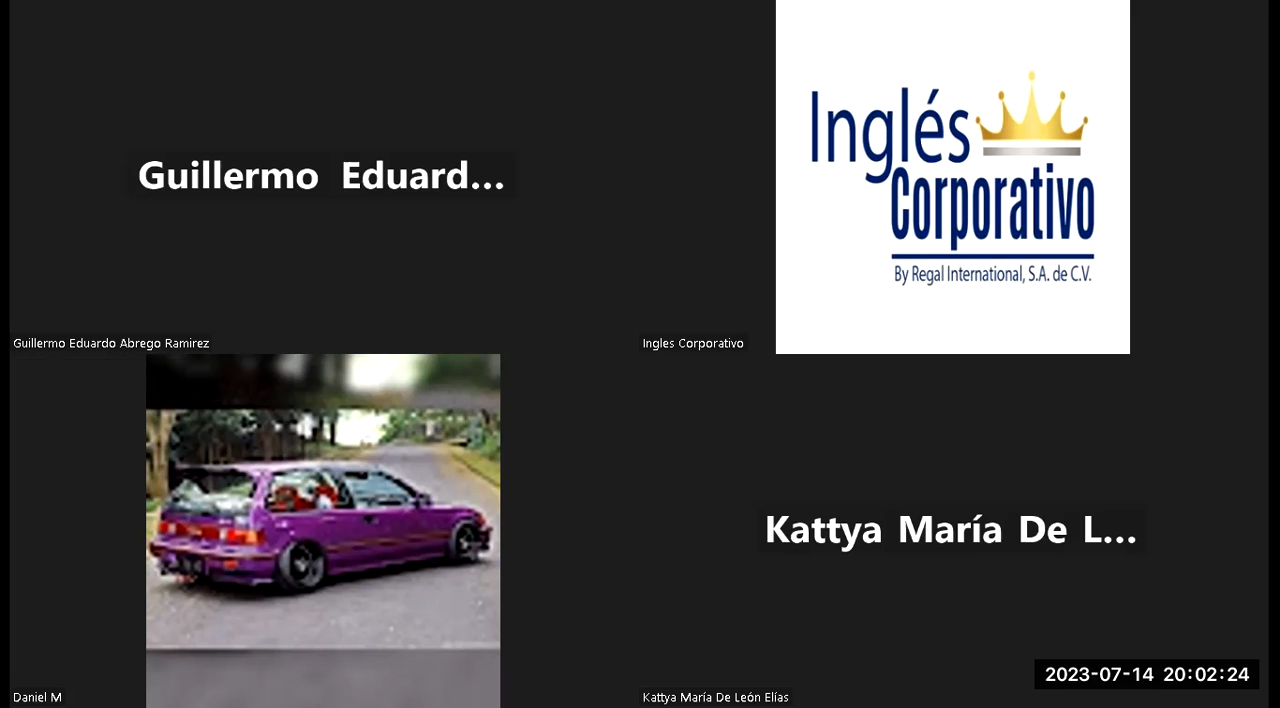 Guillermo Eduard...
Inglés
Corporativo
By Regal International, S.A. de C.V.
Guillermo Eduardo Abrego Ramirez
Ingles Corporativo
Kattya María De L...
2023-07-14 20:02:24
Daniel M
Kattya María De León Elías